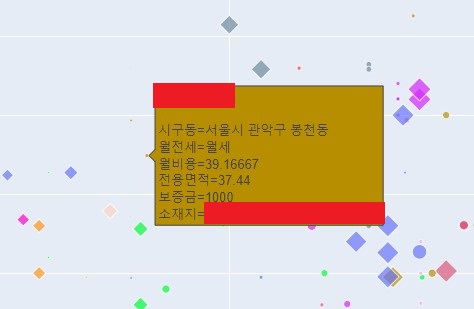 시구동=서울시 관악구 봉천동
월전세=월세
월비용=39.16667
전용면적=37.44
보증금=1000
소재지=